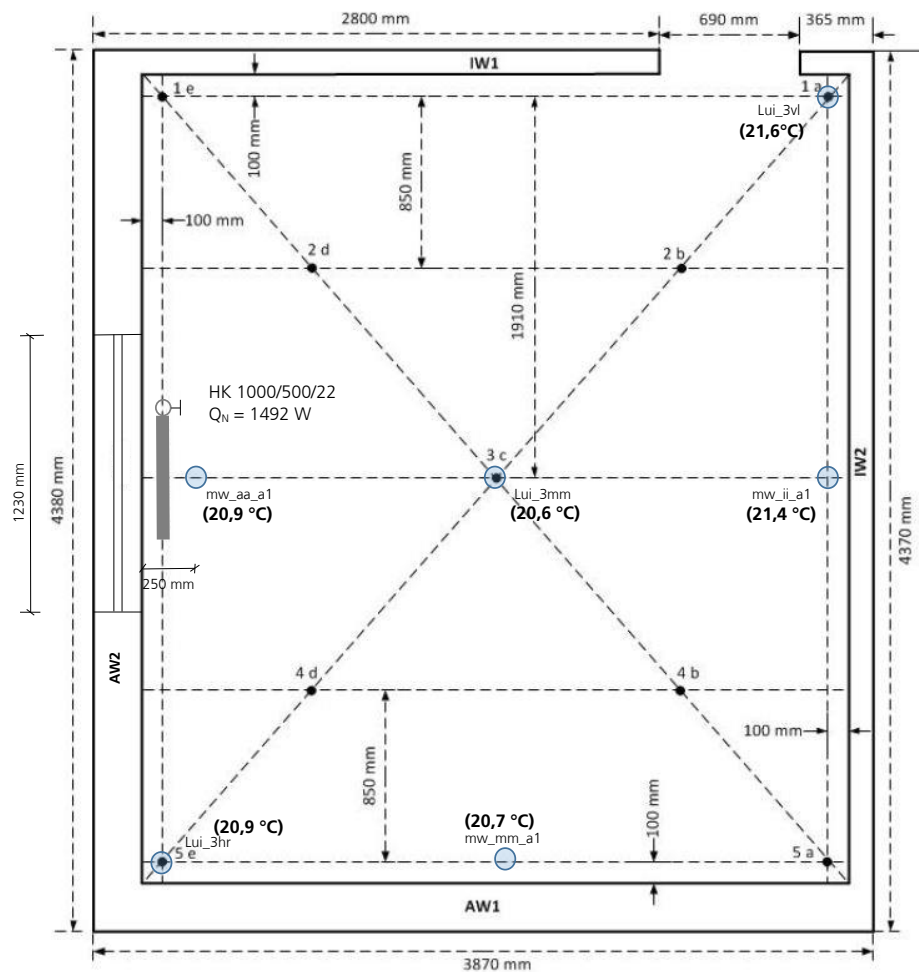 2800 mm
690 mm
365 mm
IW1
1 e
1 a
Lui_3vl
(21,6°C)
100 mm
850 mm
100 mm
1910 mm
2 d
2 b
HK 1000/500/22
QN = 1492 W
1230 mm
4380 mm
3 c
IW2
mw_aa_a1
(20,9 °C)
Lui_3mm
(20,6 °C)
mw_ii_a1
(21,4 °C)
4370 mm
250 mm
AW2
4 d
4 b
100 mm
850 mm
100 mm
(20,9 °C)
Lui_3hr
5 e
(20,7 °C)
mw_mm_a1
5 a
AW1
3870 mm